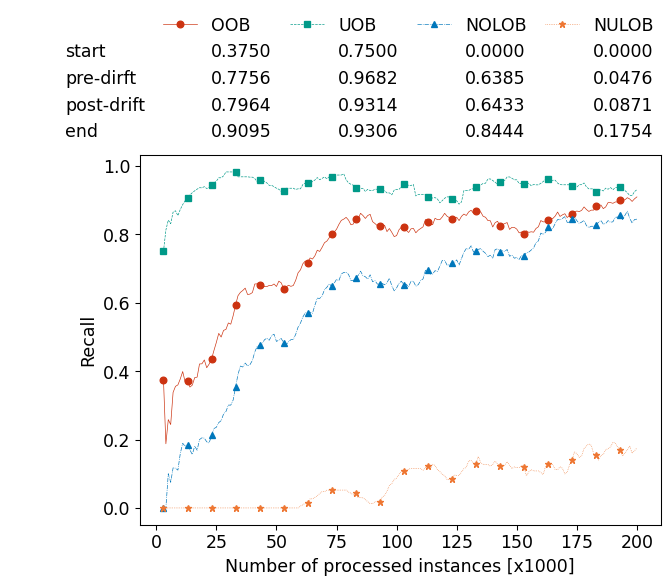 OOB UOB NOLOB NULOB
start 0.3750 0.7500 0.0000 0.0000
pre-dirft 0.7756 0.9682 0.6385 0.0476
post-drift 0.7964 0.9314 0.6433 0.0871
end 0.9095 0.9306 0.8444 0.1754
1.0
0.8
0.6
0.4
0.2
0.0
Recall
0 25 50 75 100 125 150 175 200
Number of processed instances [x1000]